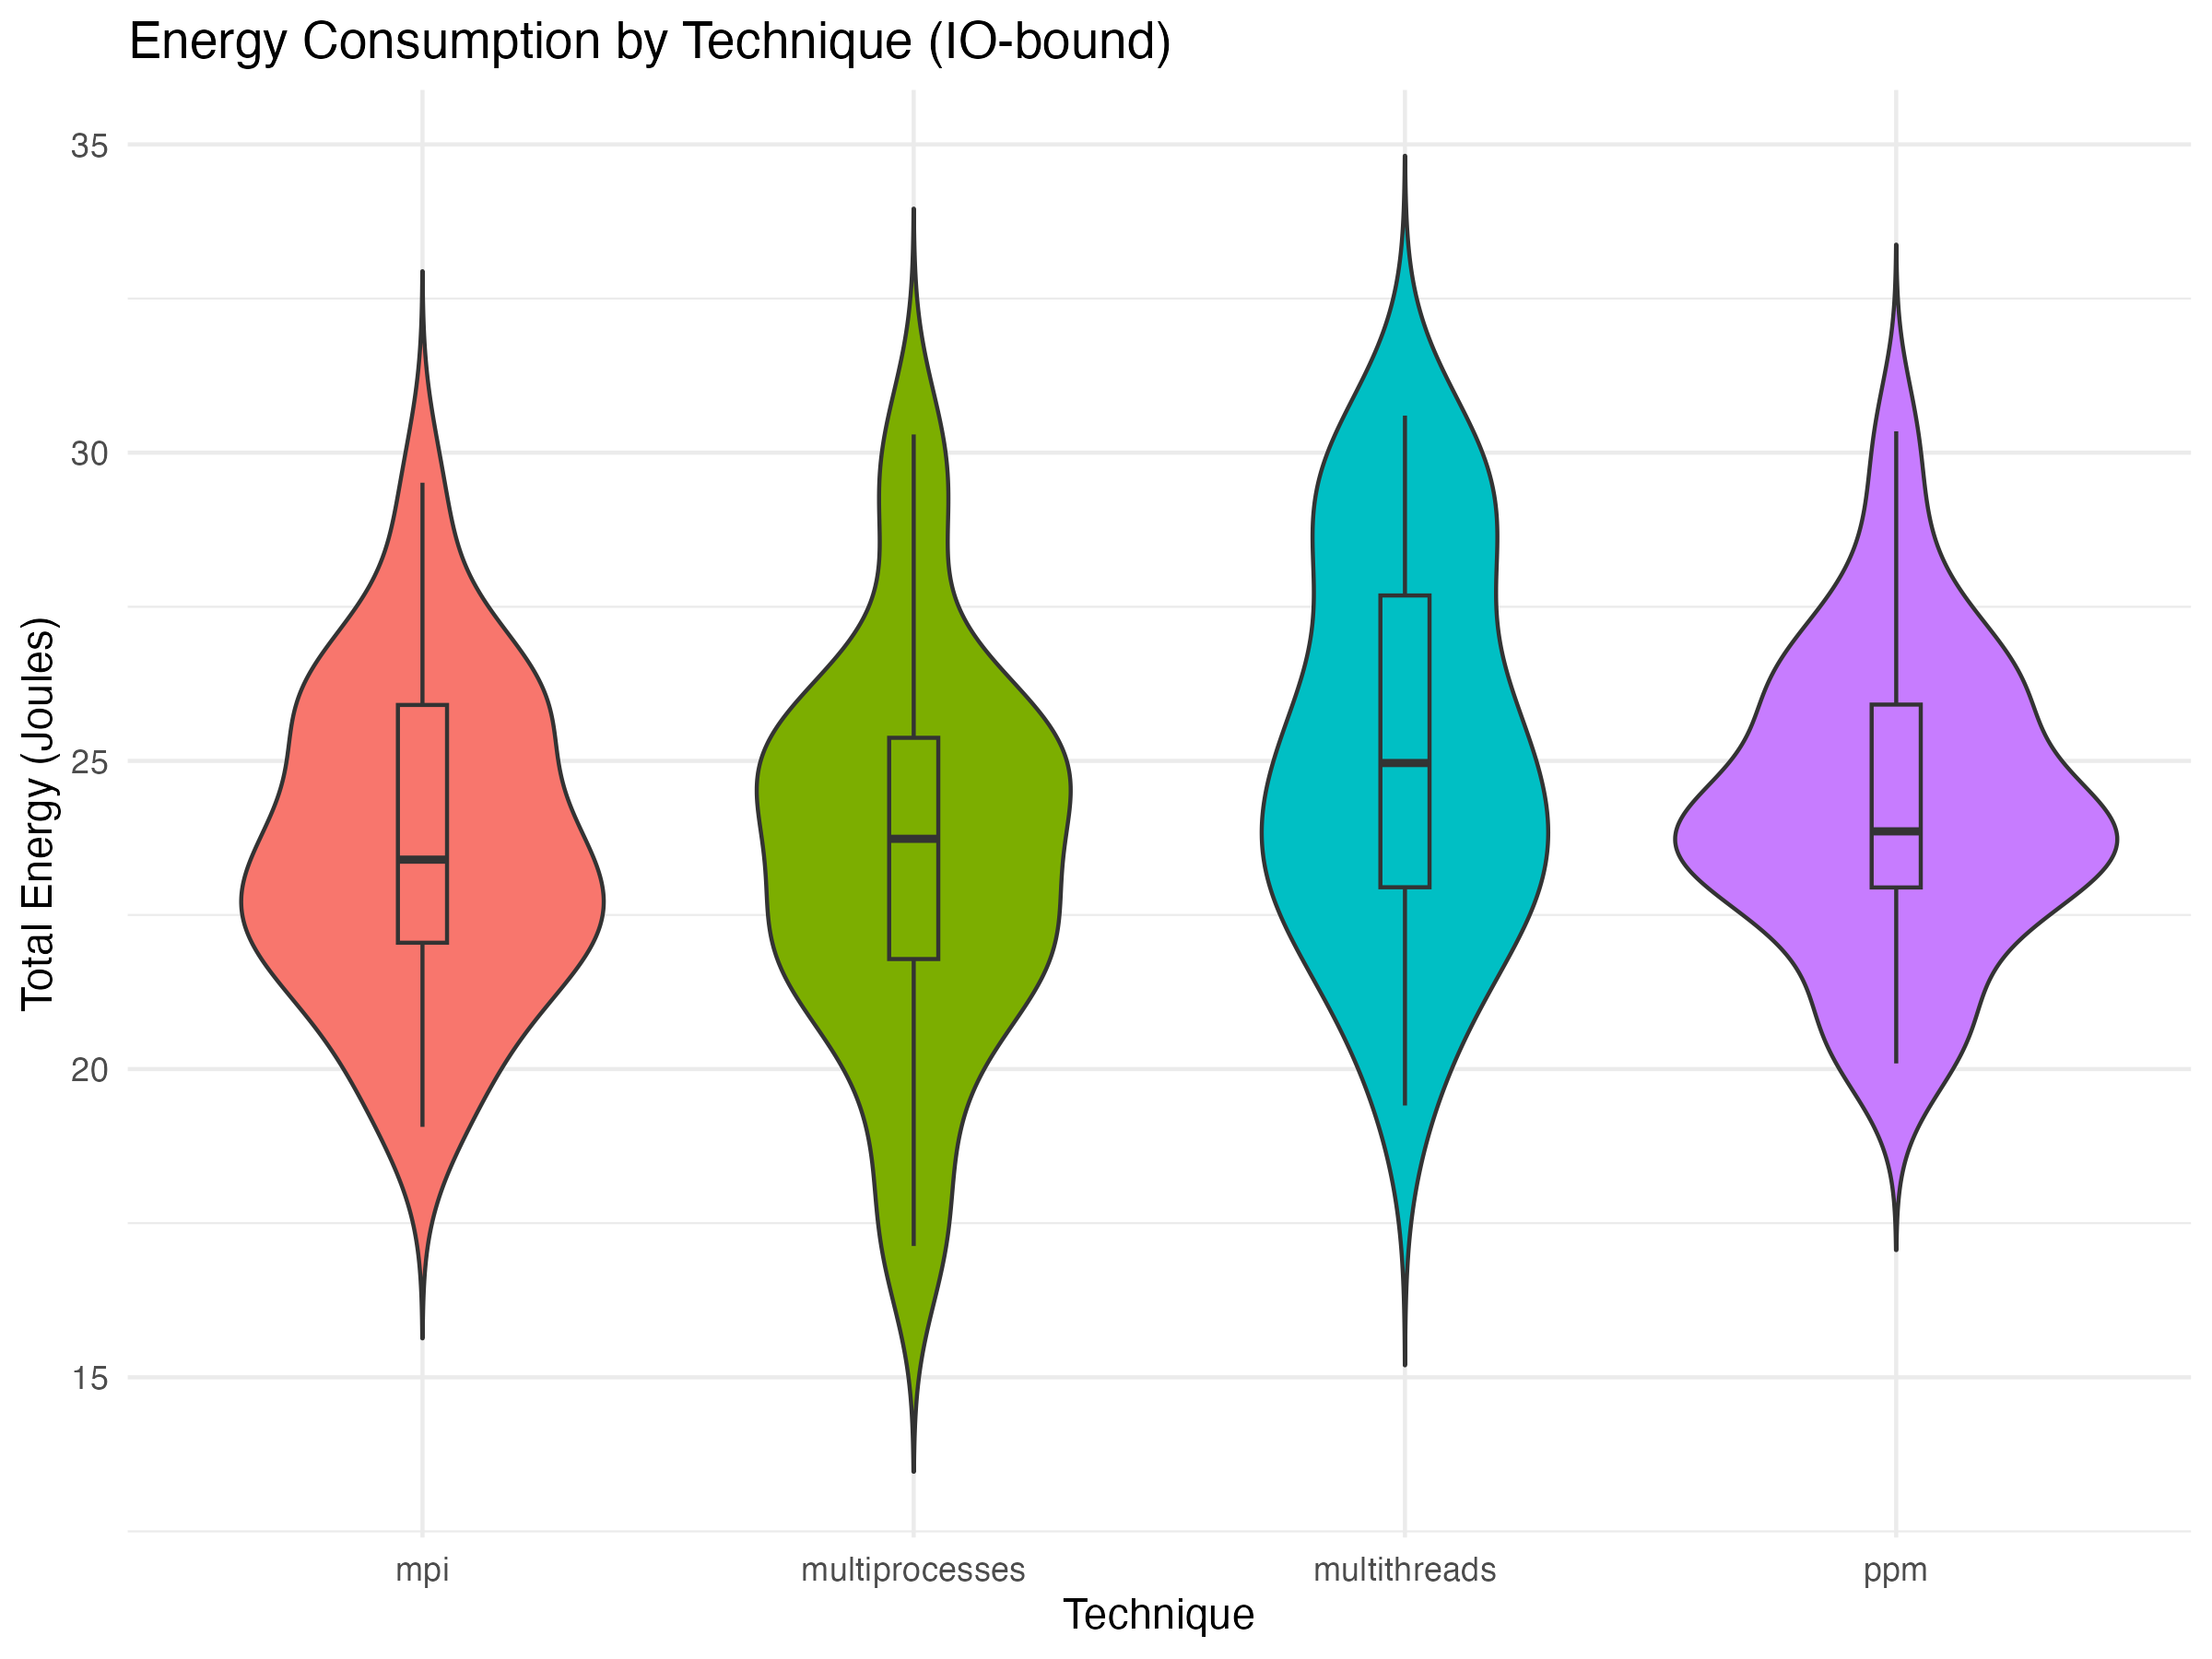 Energy Consumption by Technique (IO-bound)
Total Energy (Joules)
35
30
25
20
15
mpi multiprocesses multithreads ppm
Technique